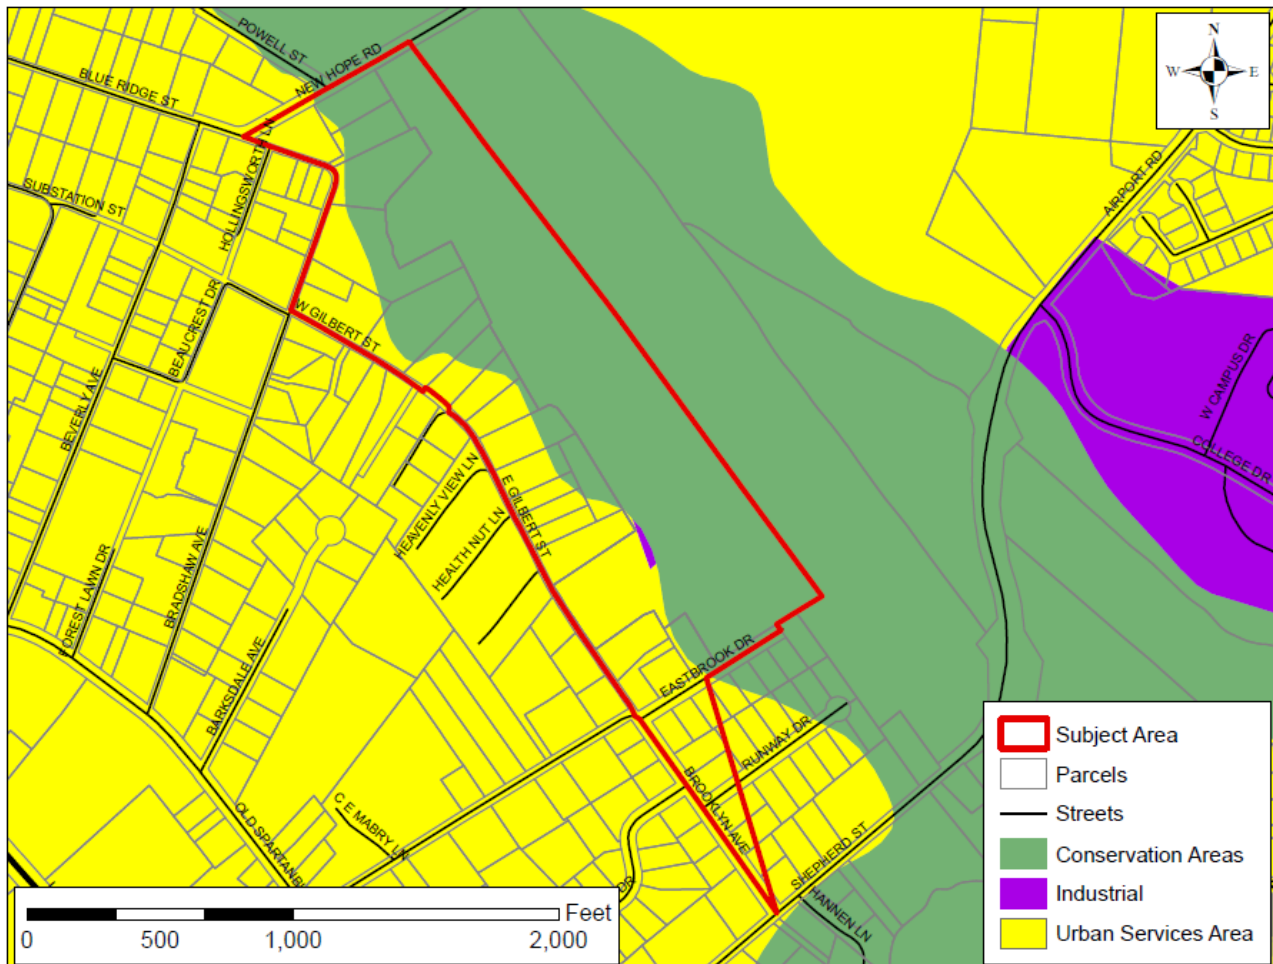 N
W E
S
POWELL ST
NEW HOPE RD
BLUE RIDGE ST
HOLLINGSWORTH LN
SUBSTATION ST
AIRPORT RD
W GILBERT ST
BEAUCREST DR
BEVERLY AVE
W CAMPUS DR
COLLEGE DR
HEAVENLY VIEW LN
E GILBERT ST
HEALTH NUT LN
FOREST LAWN DR
BRADSHAW AVE
BARKSDALE AVE
EASTBROOK DR
RUNWAY DR
BROOKLYN AVE
C E MABRY LN
SHEPHERD ST
HANNEN LN
DR
Subject Area
Parcels
Streets
Conservation Areas
Industrial
Urban Services Area
Feet
0 500 1,000 2,000